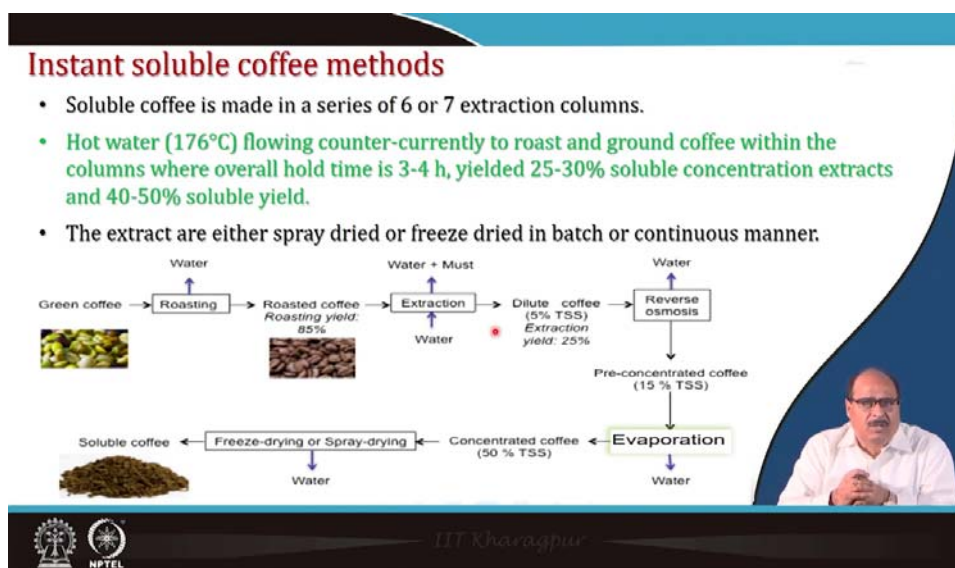 Instant soluble coffee methods
• Soluble coffee is made in a series of 6 or 7 extraction columns.
• Hot water (176°C) flowing counter-currently to roast and ground coffee within the
columns where overall hold time is 3-4 h, yielded 25-30% soluble concentration extracts
and 40-50% soluble yield.
• The extract are either spray dried or freeze dried in batch or continuous manner.
Water
Water + Must
Water
Green coffee
Roasting
Roasted coffee
Roasting yield:
85%
Extraction
Water
Dilute coffee
(5% TSS)
Extraction
yield: 25%
Reverse
osmosis
Pre-concentrated coffee
(15 % TSS)
Soluble coffee
Freeze-drying or Spray-drying
Concentrated coffee
(50 % TSS)
Evaporation
Water
Water
IIT Kharagpur
NPTEL